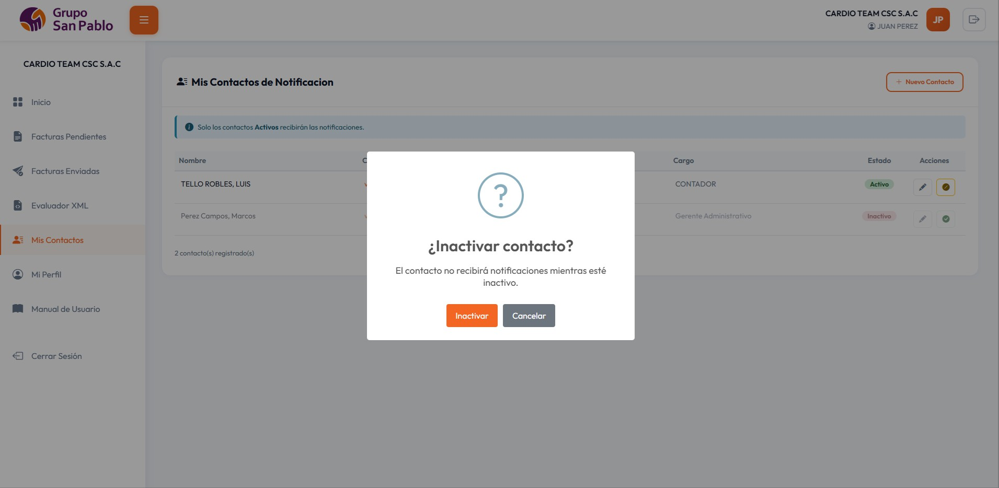 Grupo
San Pablo
CARDIO TEAM CSC S.A.C
JUAN PEREZ
JP
CARDIO TEAM CSC S.A.C
Inicio
Facturas Pendientes
Facturas Enviadas
Evaluador XML
Mis Contactos
Mi Perfil
Manual de Usuario
Cerrar Sesión
Mis Contactos de Notificacion
+ Nuevo Contacto
Solo los contactos Activos recibirán las notificaciones.
Nombre Cargo Estado Acciones
TELLO ROBLES, LUIS CONTADOR Activo
Perez Campos, Marcos Gerente Administrativo Inactivo
2 contacto(s) registrado(s)
?
¿Inactivar contacto?
El contacto no recibirá notificaciones mientras esté
inactivo.
Inactivar Cancelar